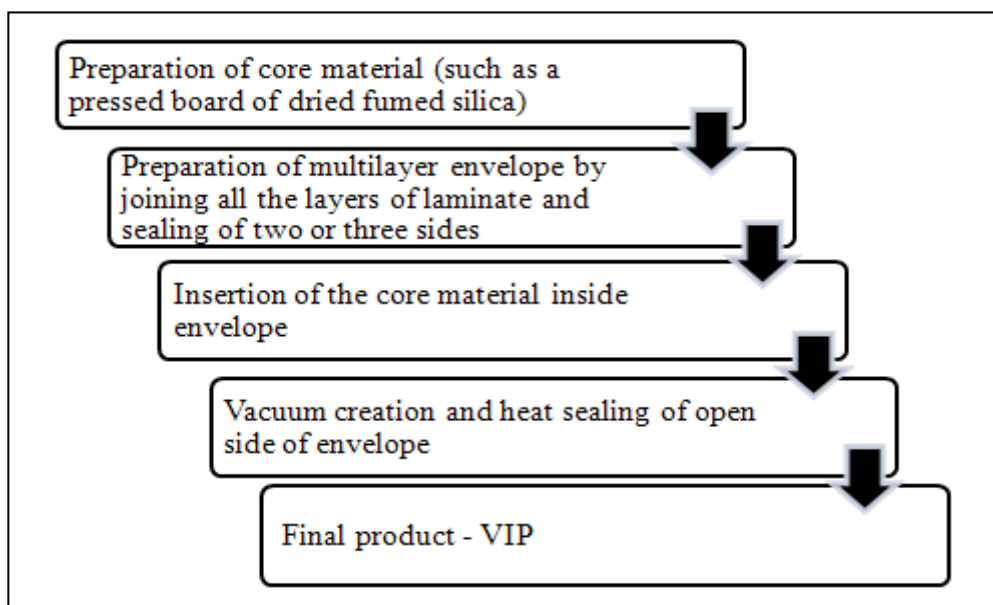 Preparation of core material (such as a
pressed board of dried fumed silica)
Preparation of multilayer envelope by
joining all the layers of laminate and
sealing of two or three sides
Insertion of the core material inside
envelope
Vacuum creation and heat sealing of open
side of envelope
Final product - VIP